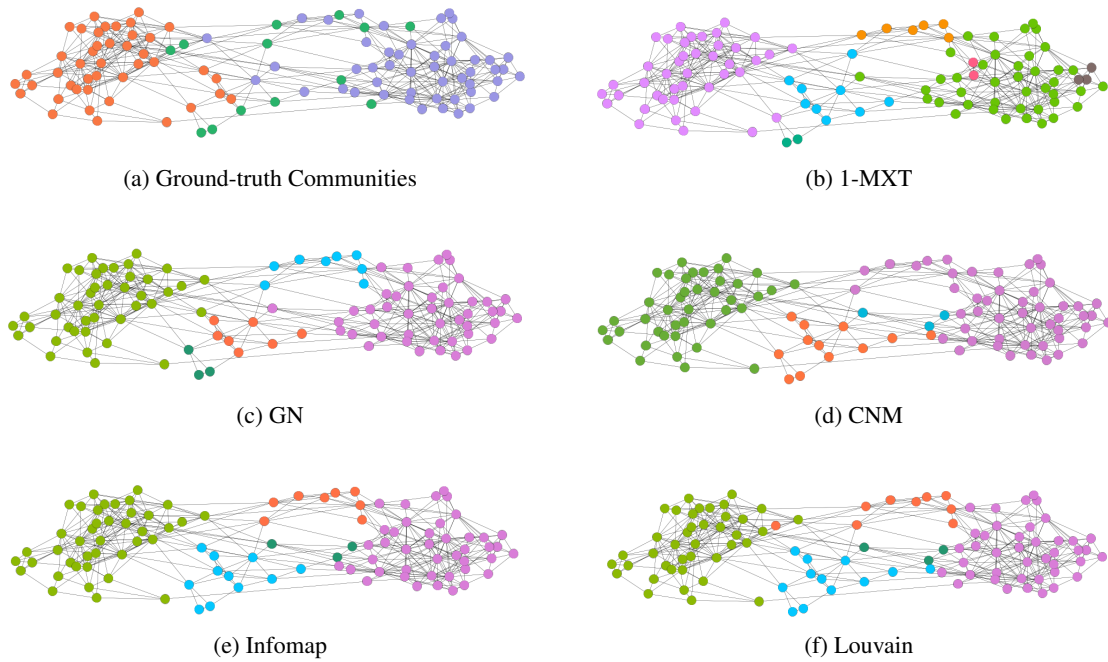 (a) Ground-truth Communities
(b) 1-MXT
(c) GN
(d) CNM
(e) Infomap
(f) Louvain